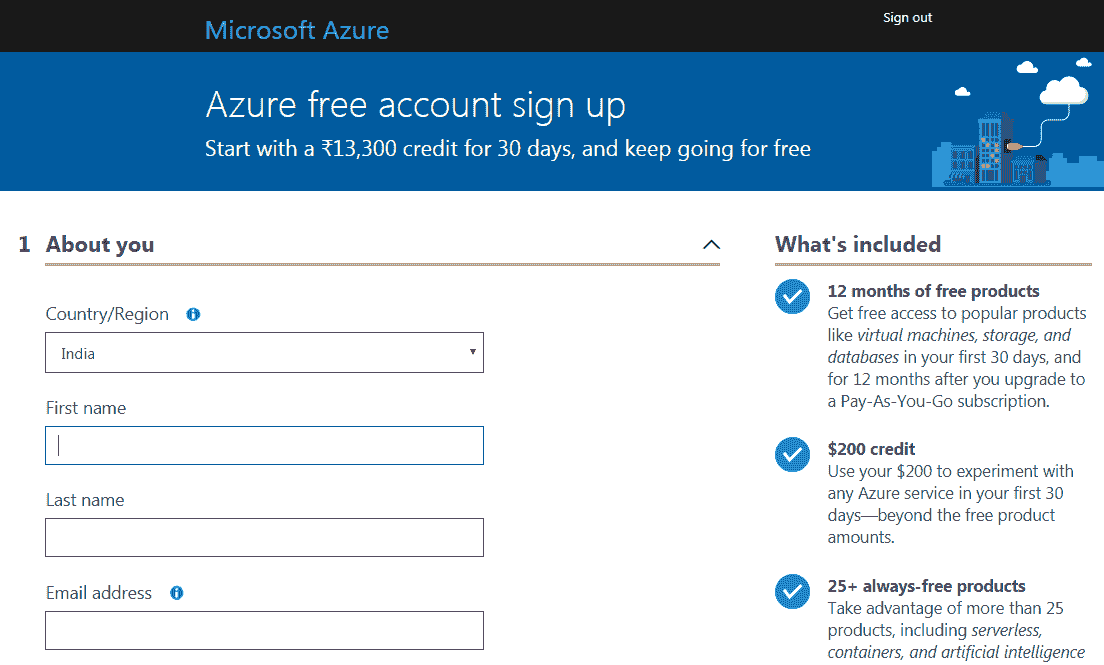 Microsoft Azure
Sign out
Azure free account sign up
Start with a ₹13,300 credit for 30 days, and keep going for free
1 About you
Country/Region
India
First name
Last name
Email address
What's included
12 months of free products
Get free access to popular products
like virtual machines, storage, and
databases in your first 30 days, and
for 12 months after you upgrade to
a Pay-As-You-Go subscription.
$200 credit
Use your $200 to experiment with
any Azure service in your first 30
days—beyond the free product
amounts.
25+ always-free products
Take advantage of more than 25
products, including serverless,
containers, and artificial intelligence